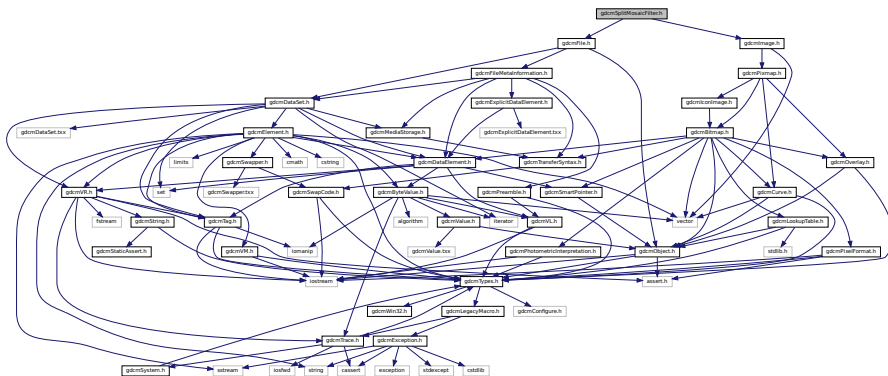 gdcmSplitMosaicFilter.h
gdcmFile.h
gdcmImage.h
gdcmFileMetaInformation.h
gdcmPixmap.h
gdcmDataSet.h
gdcmExplicitDataElement.h
gdcmIconImage.h
gdcmDataSet.txx
gdcmElement.h
gdcmMediaStorage.h
gdcmExplicitDataElement.txx
gdcmBitmap.h
limits
gdcmSwapper.h
cmath
cstring
gdcmDataElement.h
gdcmTransferSyntax.h
gdcmOverlay.h
gdcmVR.h
set
gdcmSwapper.txx
gdcmSwapCode.h
gdcmByteValue.h
gdcmPreamble.h
gdcmSmartPointer.h
gdcmCurve.h
fstream
gdcmString.h
gdcmTag.h
algorithm
gdcmValue.h
iterator
gdcmVL.h
vector
gdcmLookupTable.h
gdcmStaticAssert.h
gdcmVM.h
iomanip
gdcmValue.txx
gdcmPhotometricInterpretation.h
gdcmObject.h
stdlib.h
gdcmPixelFormat.h
iostream
gdcmTypes.h
assert.h
gdcmWin32.h
gdcmLegacyMacro.h
gdcmConfigure.h
gdcmTrace.h
gdcmException.h
gdcmSystem.h
sstream
iosfwd
string
cassert
exception
stdexcept
cstdlib